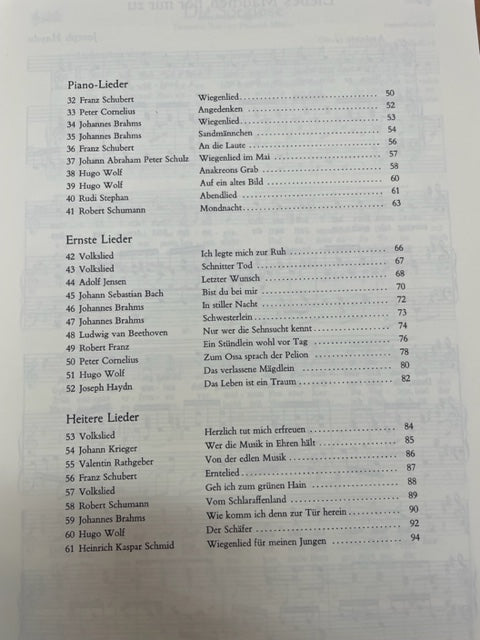 Piano-Lieder
32 Franz Schubert Wiegenlied 50
33 Peter Cornelius Angedenken 52
34 Johannes Brahms Wiegenlied 53
35 Johannes Brahms Sandmännchen 54
36 Franz Schubert An die Laute 56
37 Johann Abraham Peter Schulz Wiegenlied im Mai 57
38 Hugo Wolf Anakreons Grab 58
39 Hugo Wolf Auf ein altes Bild 60
40 Rudi Stephan Abendlied 61
41 Robert Schumann Mondnacht 63
Ernste Lieder
42 Volkslied Ich legte mich zur Ruh 66
43 Volkslied Schnitter Tod 67
44 Adolf Jensen Letzter Wunsch 68
45 Johann Sebastian Bach Bist du bei mir 70
46 Johannes Brahms In stiller Nacht 72
47 Johannes Brahms Schwesterlein 73
48 Ludwig van Beethoven Nur wer die Sehnsucht kennt 74
49 Robert Franz Ein Stündlein wohl vor Tag 76
50 Peter Cornelius Zum Ossa sprach der Pelion 78
51 Hugo Wolf Das verlassene Mägdlein 80
52 Joseph Haydn Das Leben ist ein Traum 82
Heitere Lieder
53 Volkslied Herzlich tut mich erfreuen 84
54 Johann Krieger Wer die Musik in Ehren hält 85
55 Valentin Rathgeber Von der edlen Musik 86
56 Franz Schubert Erntelied 87
57 Volkslied Geh ich zum grünen Hain 88
58 Robert Schumann Vom Schlaraffenland 89
59 Johannes Brahms Wie komm ich denn zur Tür herein 90
60 Hugo Wolf Der Schäfer 92
61 Heinrich Kaspar Schmid Wiegenlied für meinen Jungen 94